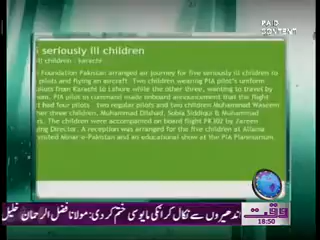 PAID
CONTENT
seriously ill children
ill children - karachi
Foundation Pakistan arranged air journey for five seriously ill children to
pilots and flying an aircraft. Two children wearing PIA pilot's uniform
pilots from Karachi to Lahore while the other three, wanting to travel by
PIA pilot in command made onboard announcement that the flight
had four pilots - two regular pilots and two children Muhammad Waseem
three children, Muhammad Dilshad, Sobia Siddiqui & Muhammad
The children were accompanied on board flight PK302 by Zareen
Director. A reception was arranged for the five children at Allama
visited Minar-e-Pakistan and an educational show at the PIA Planetarium.
اندھیروں سے نکال کر انکی مایوسی ختم کر دی: مولانا فضل الرحمان خلیل
وقت
18:50